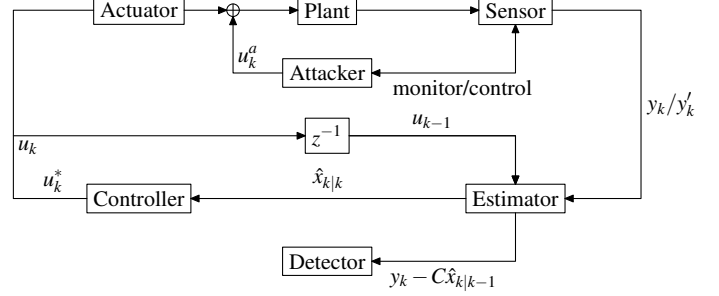 Actuator
Plant
Sensor
u_k^a
Attacker
monitor/control
y_k/y'_k
z^{-1}
u_{k-1}
u_k
u_k^*
x̂_{k|k}
Controller
Estimator
Detector
y_k − Cx̂_{k|k−1}